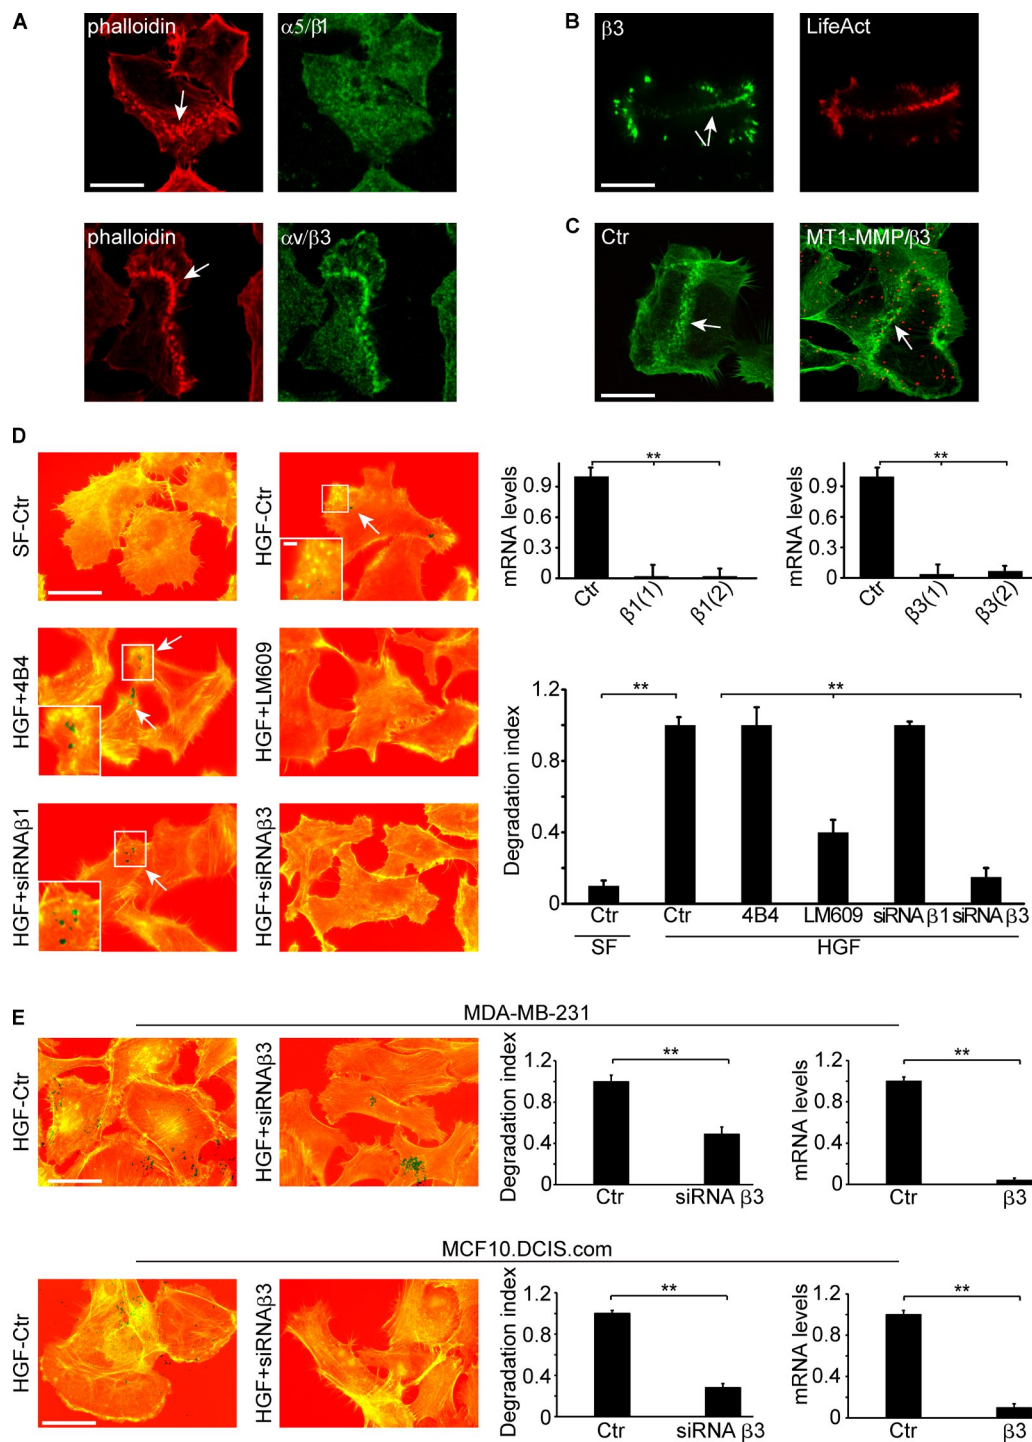 A
phalloidin
α5/β1
B
β3
LifeAct
phalloidin
αv/β3
C
Ctr
MT1-MMP/β3
D
SF-Ctr
HGF-Ctr
HGF+4B4
HGF+LM609
HGF+siRNAβ1
HGF+siRNAβ3
mRNA levels
0.9
0.3
0
**
Ctr
β1(1)
β1(2)
mRNA levels
0.9
0.3
0
**
Ctr
β3(1)
β3(2)
Degradation index
1.2
0.8
0.4
0
**
**
Ctr Ctr 4B4 LM609 siRNA β1 siRNA β3
SF HGF
E
MDA-MB-231
HGF-Ctr
HGF+siRNAβ3
Degradation index
1.2
0.8
0.4
0
**
Ctr siRNA β3
mRNA levels
1.2
0.8
0.4
0
**
Ctr β3
MCF10.DCIS.com
HGF-Ctr
HGF+siRNAβ3
Degradation index
1.2
0.8
0.4
0
**
Ctr siRNA β3
mRNA levels
1.2
0.8
0.4
0
**
Ctr β3